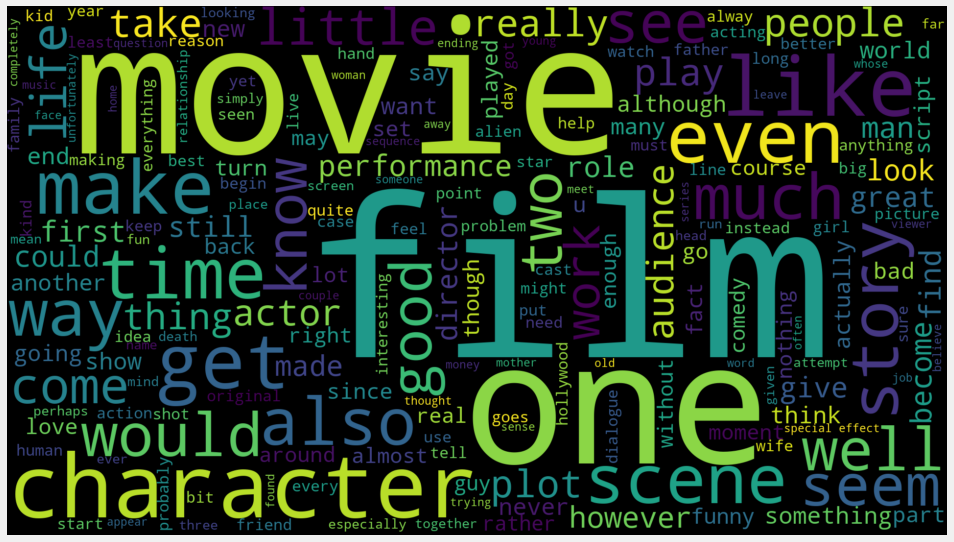 kid year take new little really see alway people far
completely life least question reason ending played got young acting better world
movie hand say watch father long whose
unfortunately music face family home everything relationship yet simply seen woman live want set day play like script
away help although many man
may alien must even anything
end making best turn performance star role line course big look
make know screen someone sequence
kind place begin two meet u audience much great
first keep still quite point film series picture
mean fun case feel problem run instead girl viewer
could back director work enough head
another time lot good though cast go actually bad find
couple interesting might fact comedy nothing story
way thing actor put need often sure
idea death right hollywood
going show name made money mother old word attempt become believe
come mind get since given give job
perhaps original thought one without think
love action shot also real goes sense dialogue moment special effect
would around use wife well
human ever almost tell
character probably bit found every guy trying plot scene seem
never
start appear three friend especially together rather however funny something part